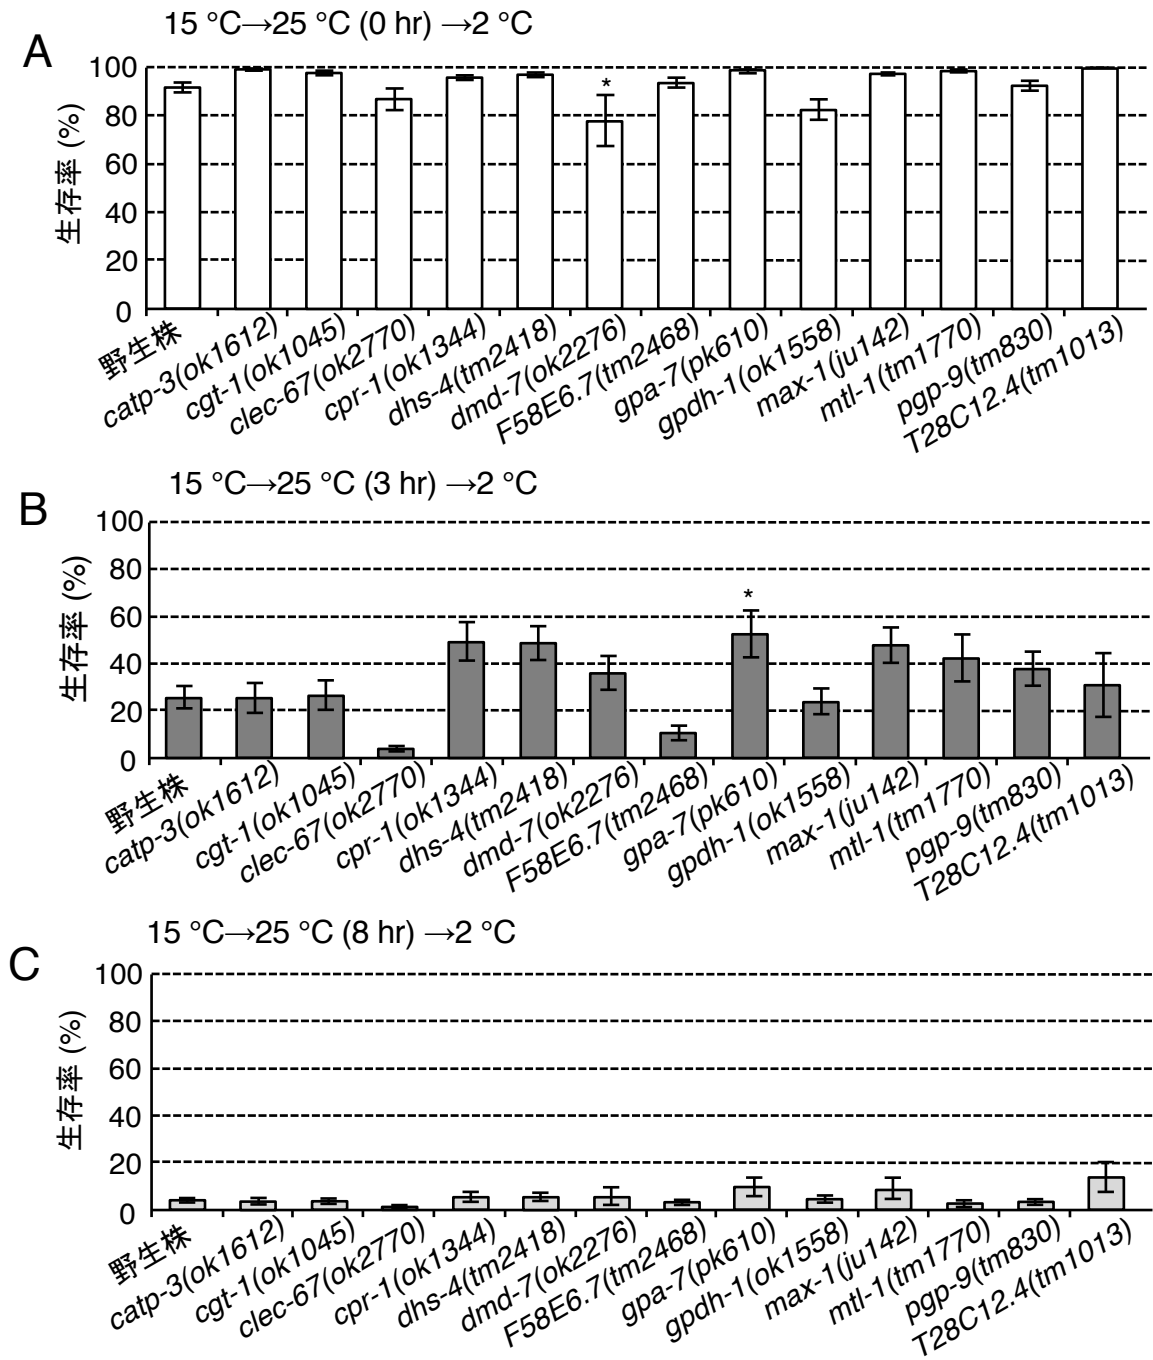 A
15 °C→25 °C (0 hr) →2 °C
生存率 (%)
100
80
60
40
20
0
*
野生株
catp-3(ok1612)
cgt-1(ok1045)
clec-67(ok2770)
cpr-1(ok1344)
dhs-4(tm2418)
dmd-7(ok2276)
F58E6.7(tm2468)
gpa-7(pk610)
gpdh-1(ok1558)
max-1(ju142)
mtl-1(tm1770)
pgp-9(tm830)
T28C12.4(tm1013)
B
15 °C→25 °C (3 hr) →2 °C
生存率 (%)
100
80
60
40
20
0
*
野生株
catp-3(ok1612)
cgt-1(ok1045)
clec-67(ok2770)
cpr-1(ok1344)
dhs-4(tm2418)
dmd-7(ok2276)
F58E6.7(tm2468)
gpa-7(pk610)
gpdh-1(ok1558)
max-1(ju142)
mtl-1(tm1770)
pgp-9(tm830)
T28C12.4(tm1013)
C
15 °C→25 °C (8 hr) →2 °C
生存率 (%)
100
80
60
40
20
0
野生株
catp-3(ok1612)
cgt-1(ok1045)
clec-67(ok2770)
cpr-1(ok1344)
dhs-4(tm2418)
dmd-7(ok2276)
F58E6.7(tm2468)
gpa-7(pk610)
gpdh-1(ok1558)
max-1(ju142)
mtl-1(tm1770)
pgp-9(tm830)
T28C12.4(tm1013)